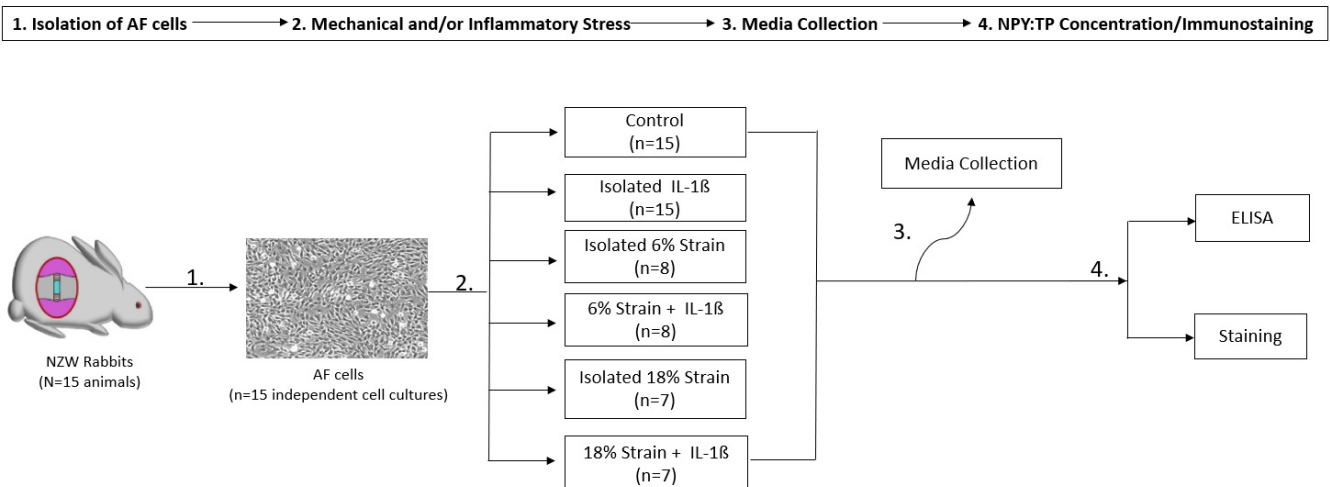 1. Isolation of AF cells 2. Mechanical and/or Inflammatory Stress 3. Media Collection 4. NPY:TP Concentration/Immunostaining
Control
(n=15)
Isolated IL-1ß
(n=15)
Isolated 6% Strain
(n=8)
6% Strain + IL-1ß
(n=8)
Isolated 18% Strain
(n=7)
18% Strain + IL-1ß
(n=7)
1.
2.
3.
4.
Media Collection
ELISA
Staining
NZW Rabbits
(N=15 animals)
AF cells
(n=15 independent cell cultures)